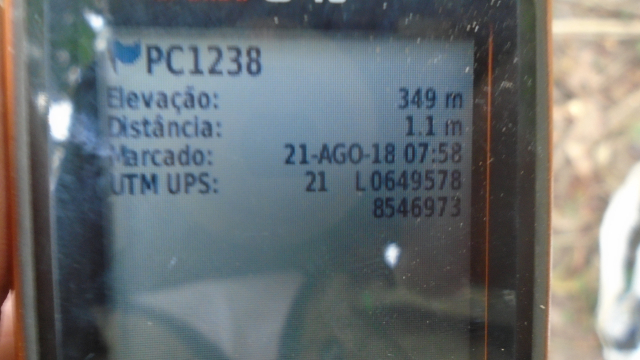 PC1238
Elevação: 349 m
Distância: 1.1 m
Marcado: 21-AGO-18 07:58
UTM UPS: 21 L 0649578
8546973